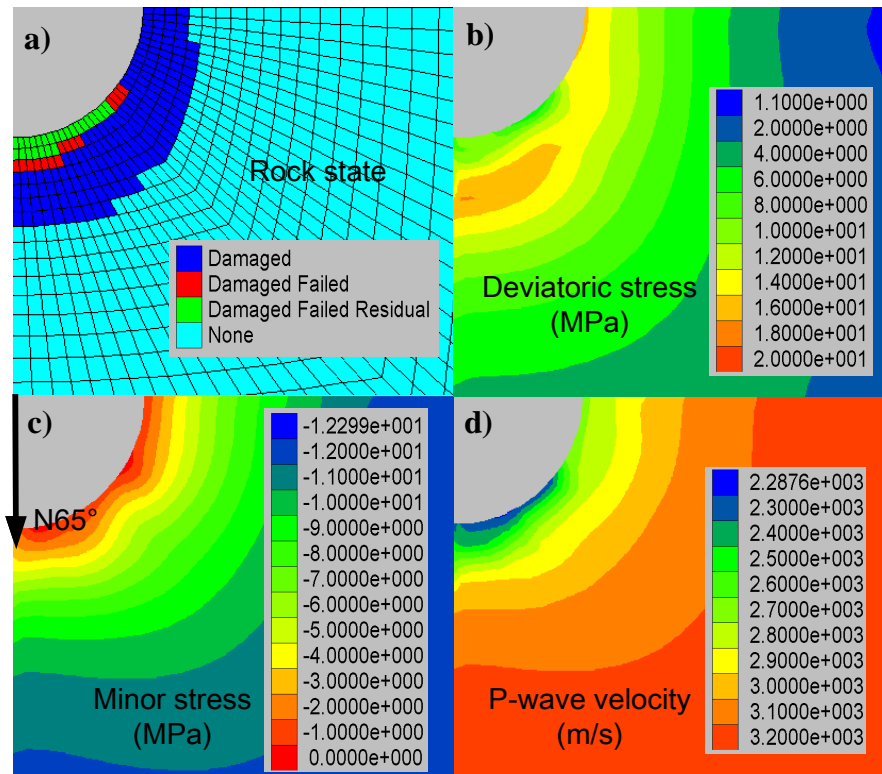 a)
Rock state
Damaged
Damaged Failed
Damaged Failed Residual
None
b)
1.1000e+000
2.0000e+000
4.0000e+000
6.0000e+000
8.0000e+000
1.0000e+001
1.2000e+001
1.4000e+001
1.6000e+001
1.8000e+001
2.0000e+001
Deviatoric stress
(MPa)
c)
N65°
-1.2299e+001
-1.2000e+001
-1.1000e+001
-1.0000e+001
-9.0000e+000
-8.0000e+000
-7.0000e+000
-6.0000e+000
-5.0000e+000
-4.0000e+000
-3.0000e+000
-2.0000e+000
-1.0000e+000
0.0000e+000
Minor stress
(MPa)
d)
2.2876e+003
2.3000e+003
2.4000e+003
2.5000e+003
2.6000e+003
2.7000e+003
2.8000e+003
2.9000e+003
3.0000e+003
3.1000e+003
3.2000e+003
P-wave velocity
(m/s)